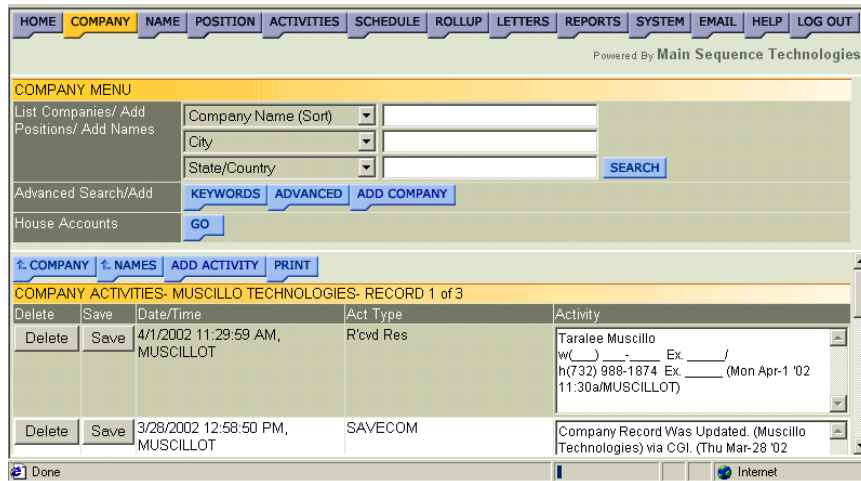 HOME COMPANY NAME POSITION ACTIVITIES SCHEDULE ROLLUP LETTERS REPORTS SYSTEM EMAIL HELP LOG OUT
Powered By Main Sequence Technologies
COMPANY MENU
List Companies/ Add
Positions/ Add Names
Company Name (Sort)
City
State/Country
SEARCH
Advanced Search/Add
KEYWORDS ADVANCED ADD COMPANY
House Accounts
GO
COMPANY NAMES ADD ACTIVITY PRINT
COMPANY ACTIVITIES- MUSCILLO TECHNOLOGIES- RECORD 1 of 3
Delete Save Date/Time Act Type Activity
Delete Save 4/1/2002 11:29:59 AM,
MUSCILLOT
R'cvd Res
Taralee Muscillo
w(___) ___-____ Ex. _____/
h(732) 988-1874 Ex. _____ (Mon Apr-1 '02
11:30a/MUSCILLOT)
Delete Save 3/28/2002 12:58:50 PM,
MUSCILLOT
SAVECOM
Company Record Was Updated. (Muscillo
Technologies) via CGI. (Thu Mar-28 '02
Done
Internet